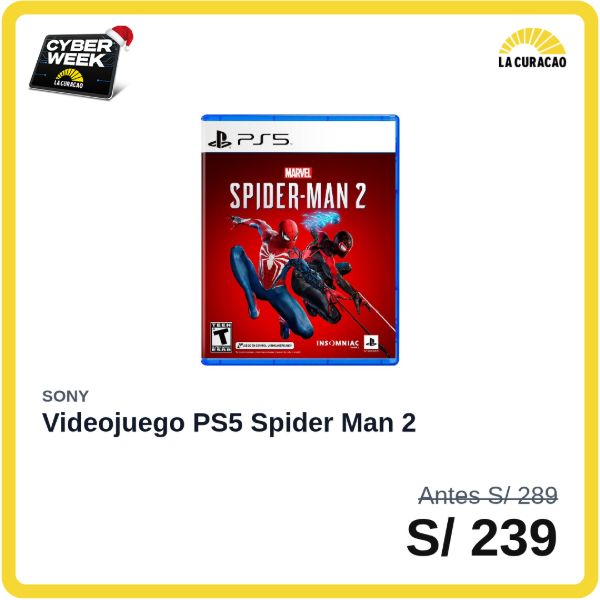 CYBER
WEEK
LA CURACAO
LA CURACAO
PS5
MARVEL
SPIDER-MAN 2
TEEN
T
ESRB
INSOMNIAC
SONY
Videojuego PS5 Spider Man 2
Antes S/ 289
S/ 239